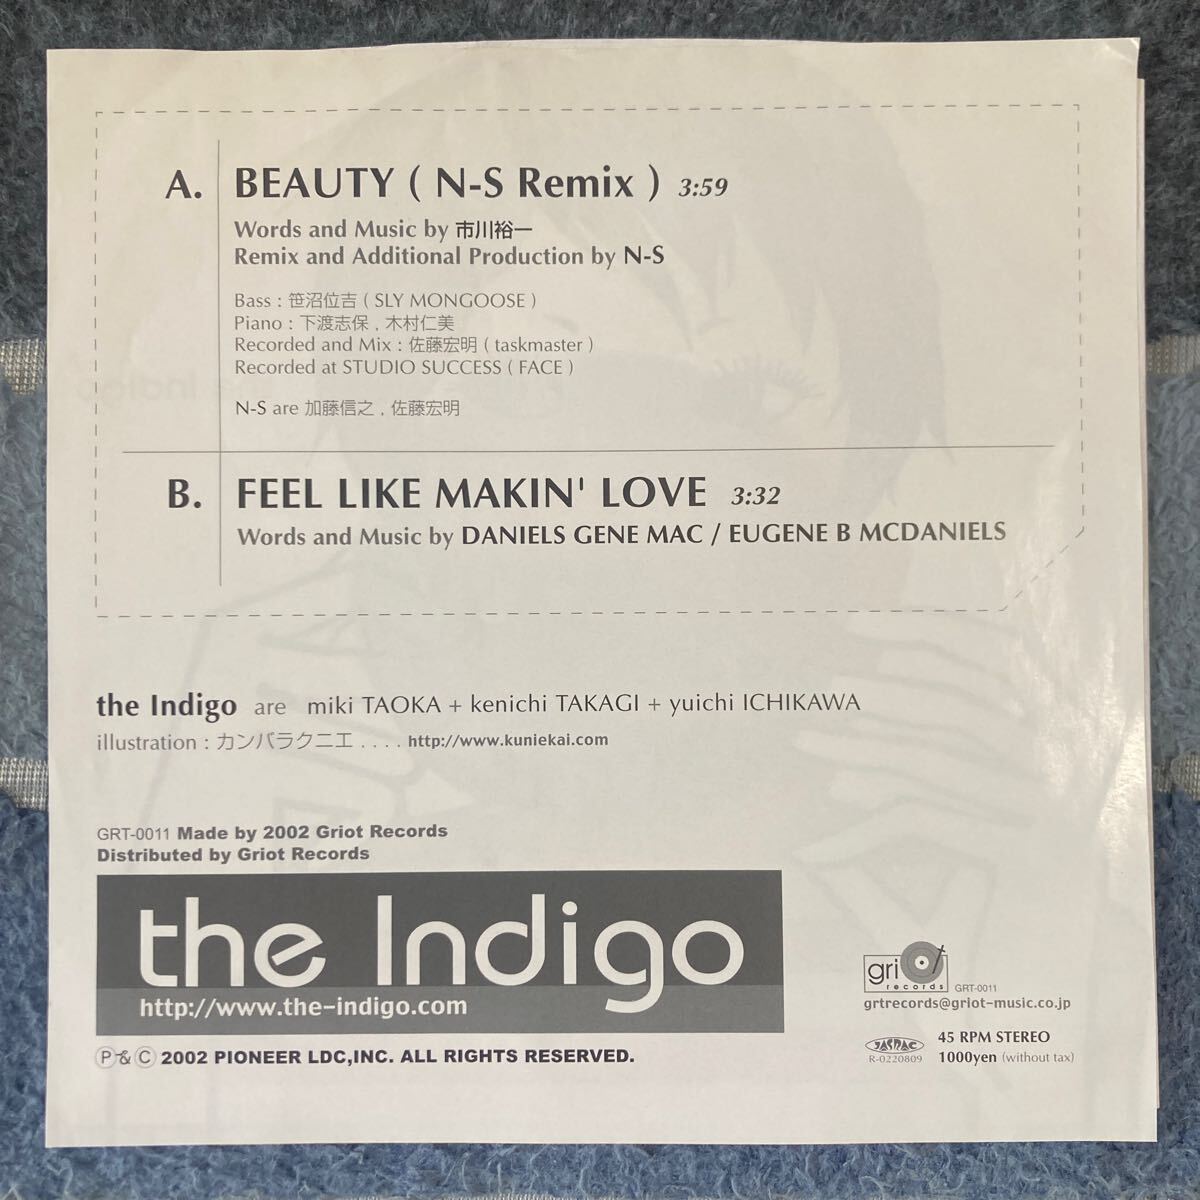 A. BEAUTY ( N-S Remix ) 3:59
Words and Music by 市川裕一
Remix and Additional Production by N-S
Bass : 笹沼位吉 ( SLY MONGOOSE )
Piano : 下渡志保 , 木村仁美
Recorded and Mix : 佐藤宏明 ( taskmaster )
Recorded at STUDIO SUCCESS ( FACE )
N-S are 加藤信之 , 佐藤宏明
B. FEEL LIKE MAKIN' LOVE 3:32
Words and Music by DANIELS GENE MAC / EUGENE B MCDANIELS
the Indigo are miki TAOKA + kenichi TAKAGI + yuichi ICHIKAWA
illustration : カンバラクニエ . . . . http://www.kuniekai.com
GRT-0011 Made by 2002 Griot Records
Distributed by Griot Records
the Indigo
http://www.the-indigo.com
Ⓟ&Ⓒ 2002 PIONEER LDC,INC. ALL RIGHTS RESERVED.
griot
records GRT-0011
grtrecords@griot-music.co.jp
JASRAC
R-0220809
45 RPM STEREO
1000yen (without tax)
the Indigo